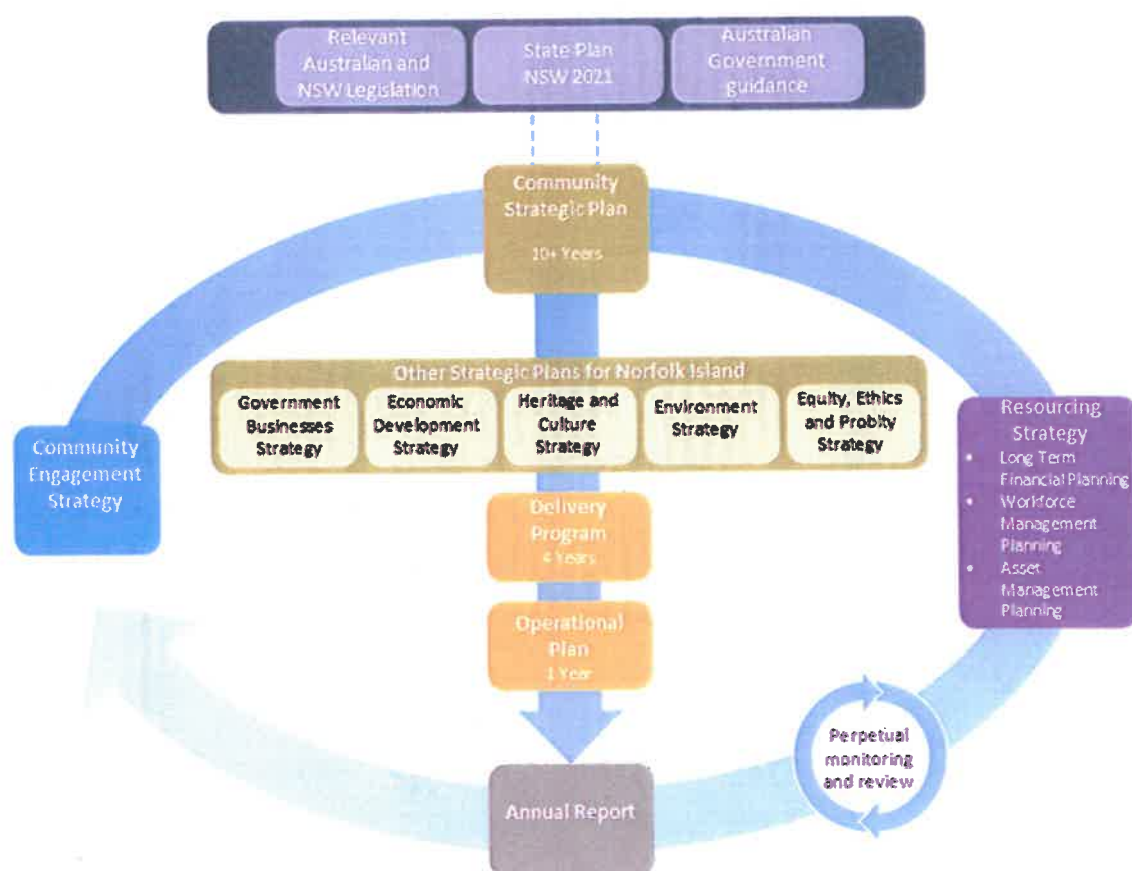 Relevant
Australian and
NSW Legislation
State Plan
NSW 2021
Australian
Government
guidance
Community
Strategic Plan
10+ Years
Other Strategic Plans for Norfolk Island
Government
Businesses
Strategy
Economic
Development
Strategy
Heritage and
Culture
Strategy
Environment
Strategy
Equity, Ethics
and Probity
Strategy
Community
Engagement
Strategy
Resourcing
Strategy
• Long Term
Financial Planning
• Workforce
Management
Planning
• Asset
Management
Planning
Delivery
Program
4 Years
Operational
Plan
1 Year
Perpetual
monitoring
and review
Annual Report